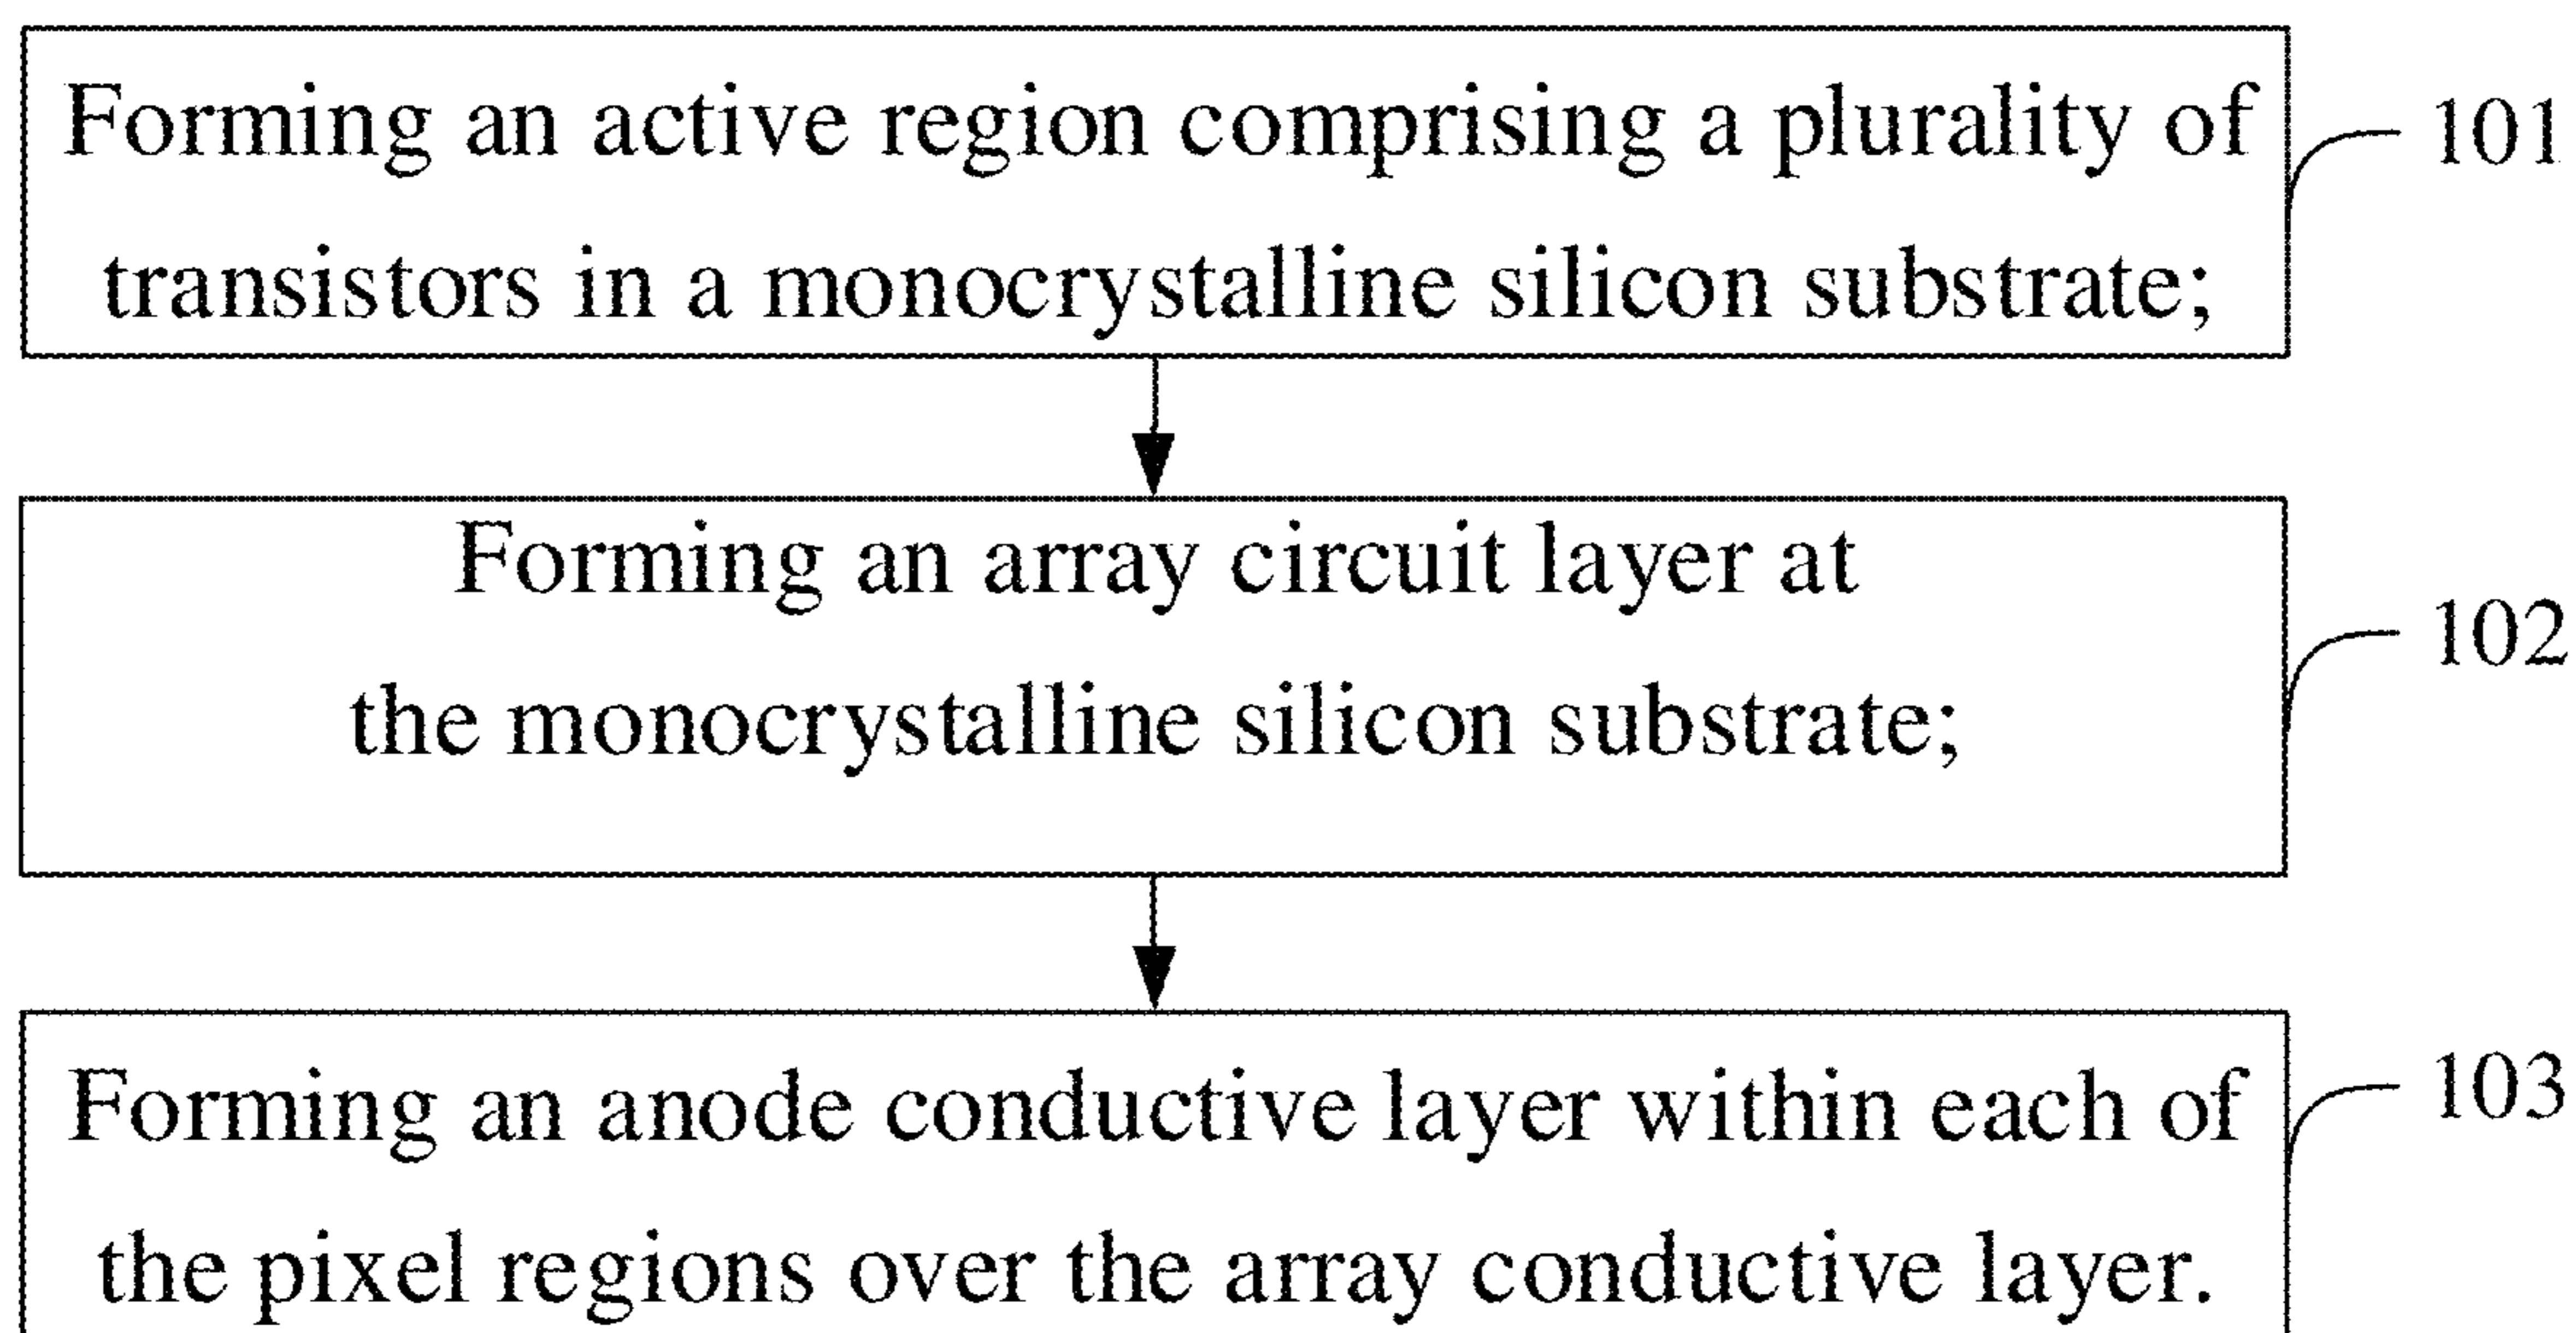 Forming an active region comprising a plurality of
101
transistors in a monocrystalline silicon substrate;
Forming an array circuit layer at
102
the monocrystalline silicon substrate;
Forming an anode conductive layer within each of
103
the pixel regions over the array conductive layer.